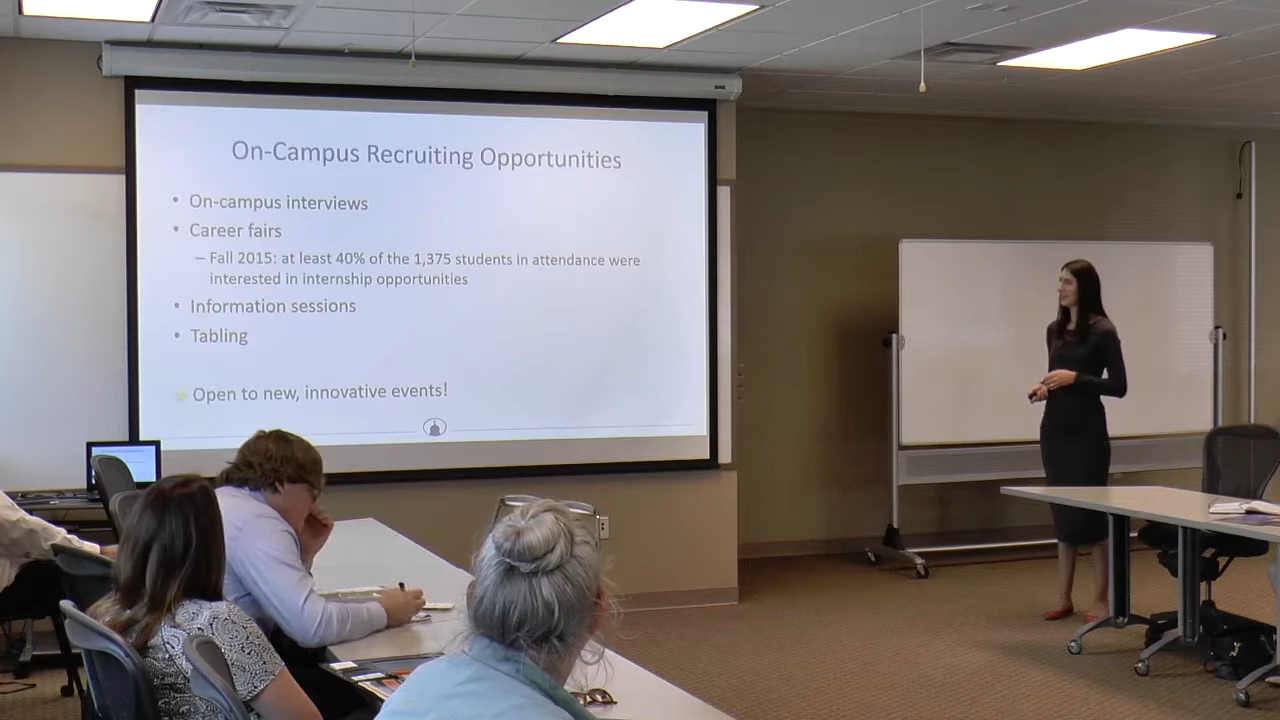 On-Campus Recruiting Opportunities
• On-campus interviews
• Career fairs
– Fall 2015: at least 40% of the 1,375 students in attendance were
interested in internship opportunities
• Information sessions
• Tabling
Open to new, innovative events!